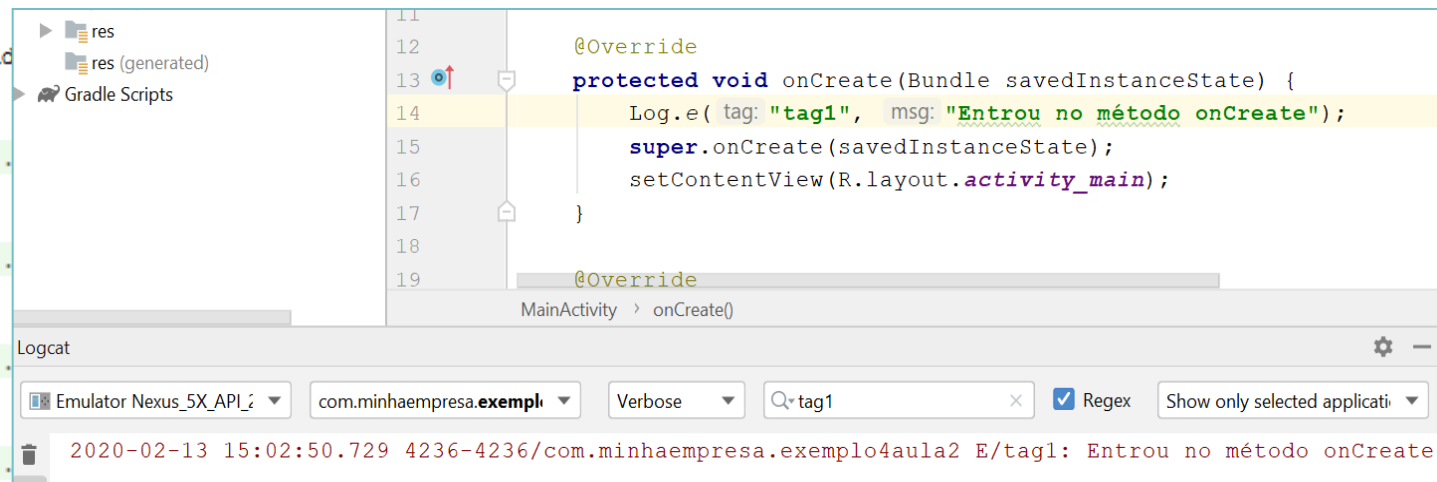 res
res (generated)
Gradle Scripts
11
12 @Override
13 protected void onCreate(Bundle savedInstanceState) {
14 Log.e( tag: "tag1", msg: "Entrou no método onCreate");
15 super.onCreate(savedInstanceState);
16 setContentView(R.layout.activity_main);
17 }
18
19 @Override
MainActivity › onCreate()
Logcat
Emulator Nexus_5X_API_2 com.minhaempresa.exempl Verbose tag1 Regex Show only selected applicati
2020-02-13 15:02:50.729 4236-4236/com.minhaempresa.exemplo4aula2 E/tag1: Entrou no método onCreate